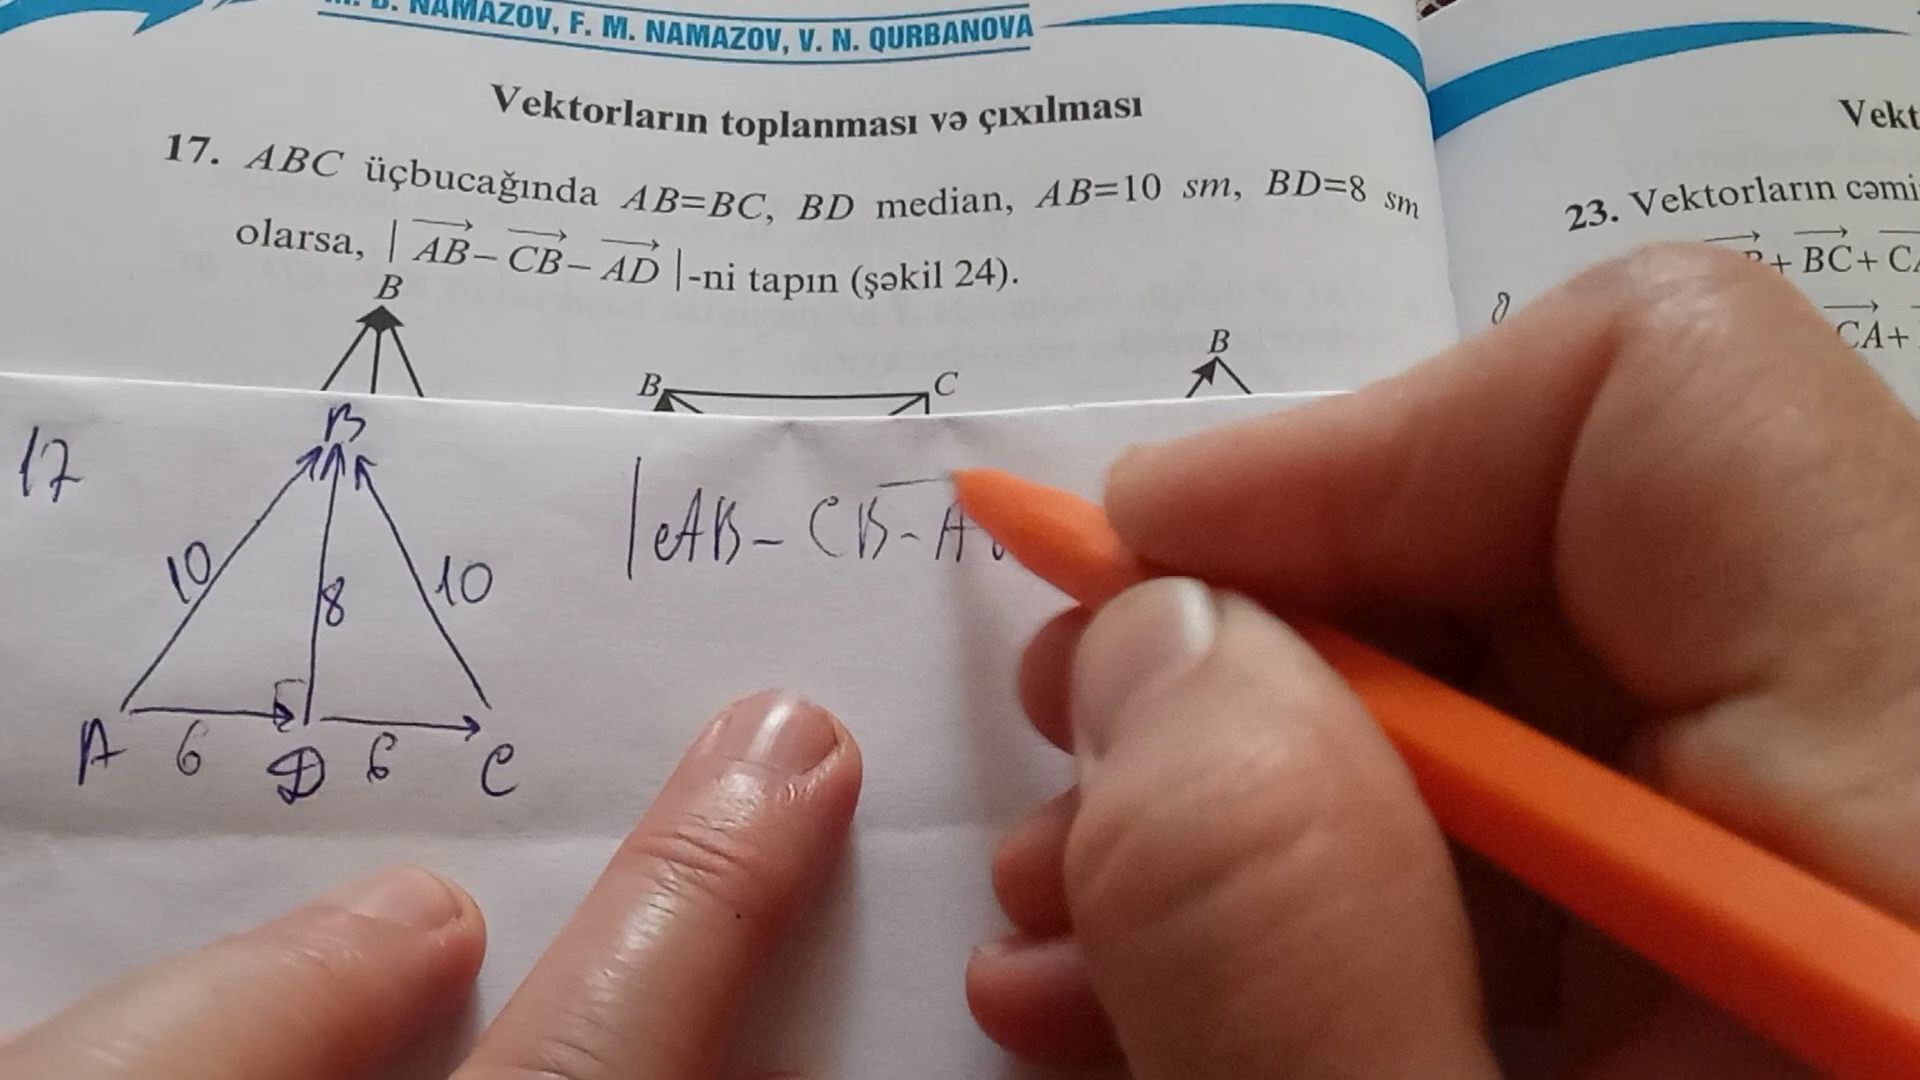 NAMAZOV, F. M. NAMAZOV, V. N. QURBANOVA
Vektorların toplanması və çıxılması
17. ABC üçbucağında AB=BC, BD median, AB=10 sm, BD=8 sm
olarsa, | AB– CB– AD |-ni tapın (şəkil 24).
B
B
C
B
17
B
10
8
10
A
6
D
6
C
|AB – CB – A
Vekt
23. Vektorların cəmi
+ BC+ CA
CA+